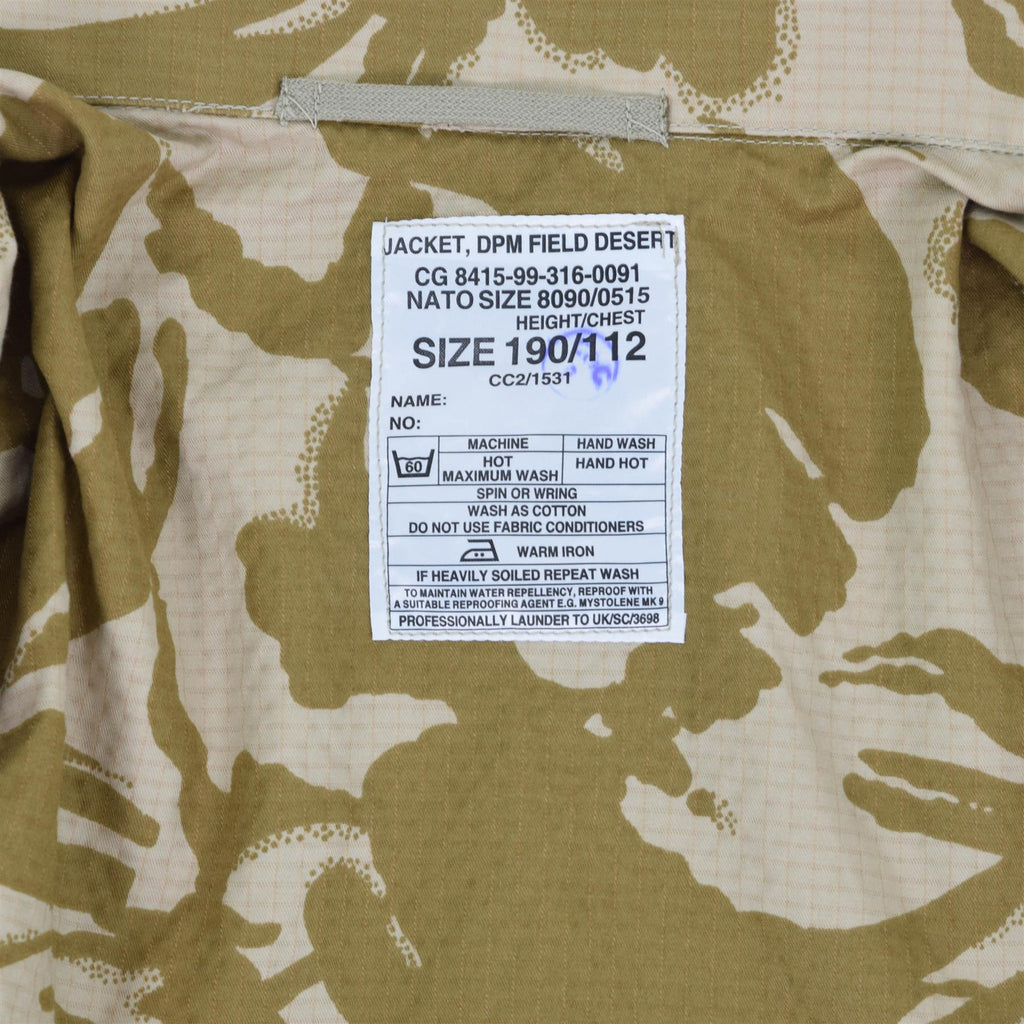 JACKET, DPM FIELD DESERT
CG 8415-99-316-0091
NATO SIZE 8090/0515
HEIGHT/CHEST
SIZE 190/112
CC2/1531
NAME:
NO:
60
MACHINE
HAND WASH
HOT
MAXIMUM WASH
HAND HOT
SPIN OR WRING
WASH AS COTTON
DO NOT USE FABRIC CONDITIONERS
WARM IRON
IF HEAVILY SOILED REPEAT WASH
TO MAINTAIN WATER REPELLENCY, REPROOF WITH
A SUITABLE REPROOFING AGENT E.G. MYSTOLENE MK 9
PROFESSIONALLY LAUNDER TO UK/SC/3698